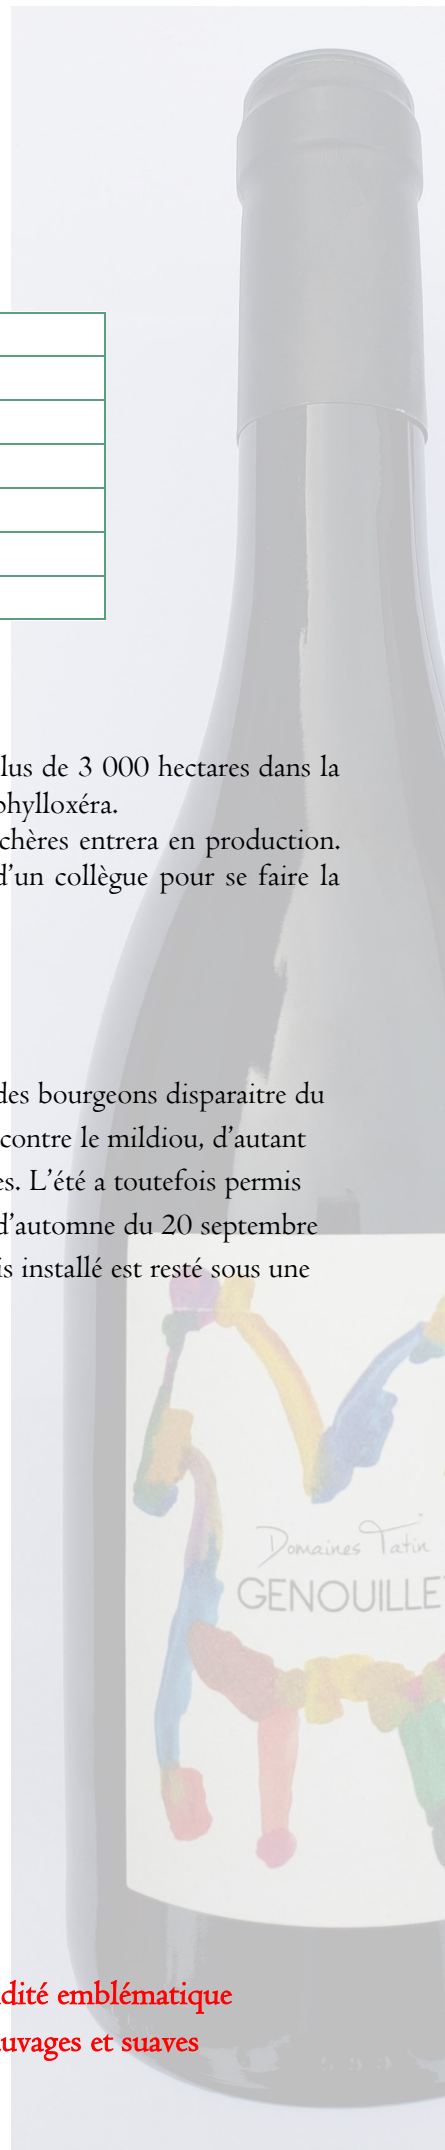 lus de 3 000 hectares dans la
phylloxéra.
chères entrera en production.
d'un collègue pour se faire la
des bourgeons disparaitre du
contre le mildiou, d'autant
es. L'été a toutefois permis
d'automne du 20 septembre
is installé est resté sous une
Domaines Tatin
GENOUILLE
dité emblématique
uvages et suaves